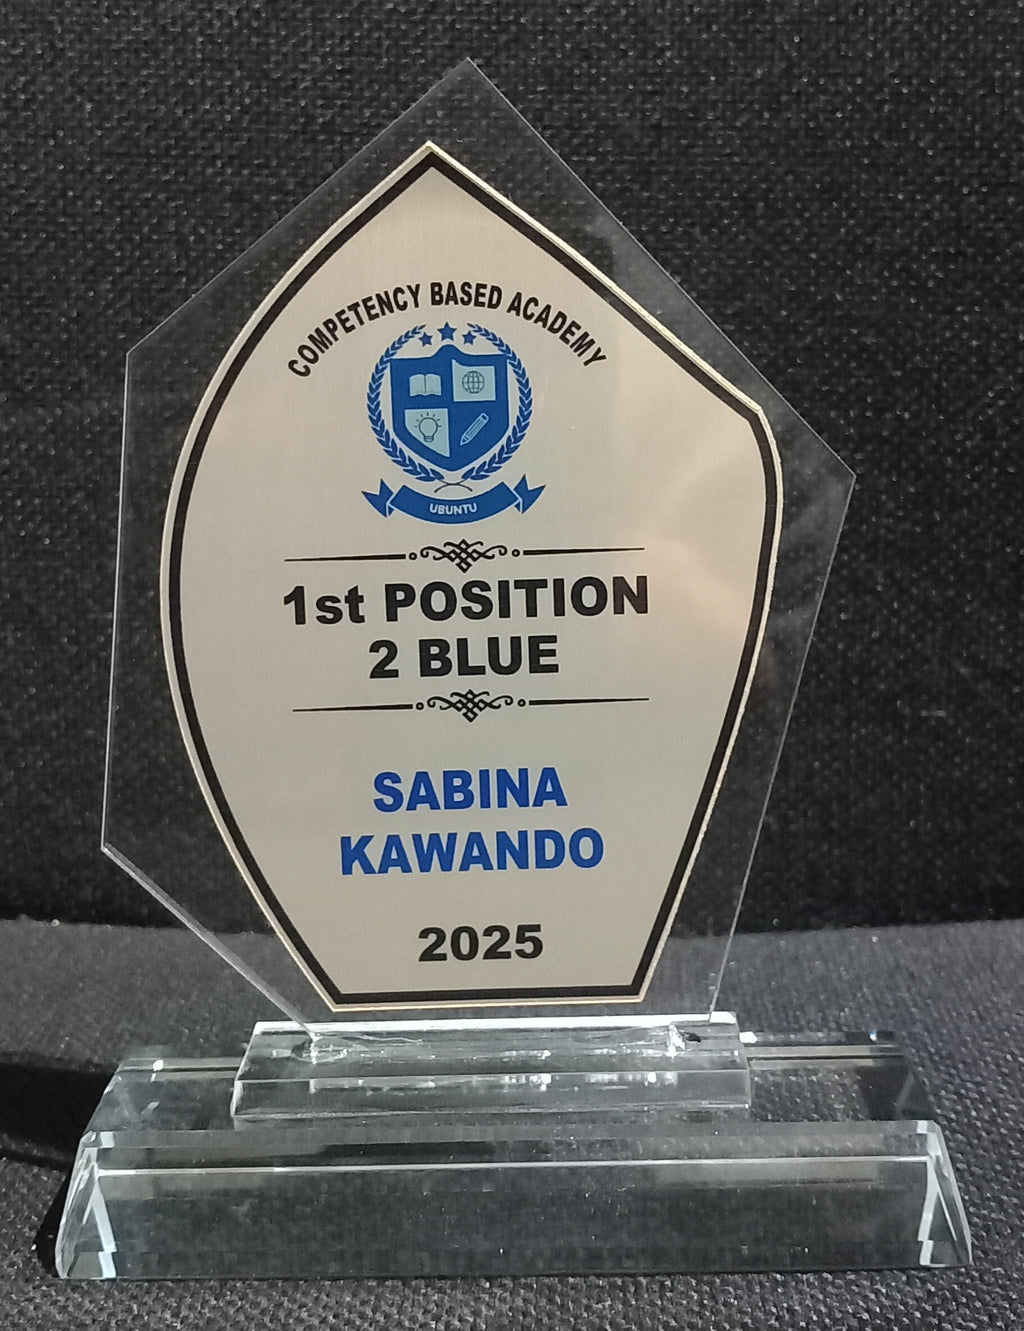 COMPETENCY BASED ACADEMY
UBUNTU
1st POSITION
2 BLUE
SABINA
KAWANDO
2025